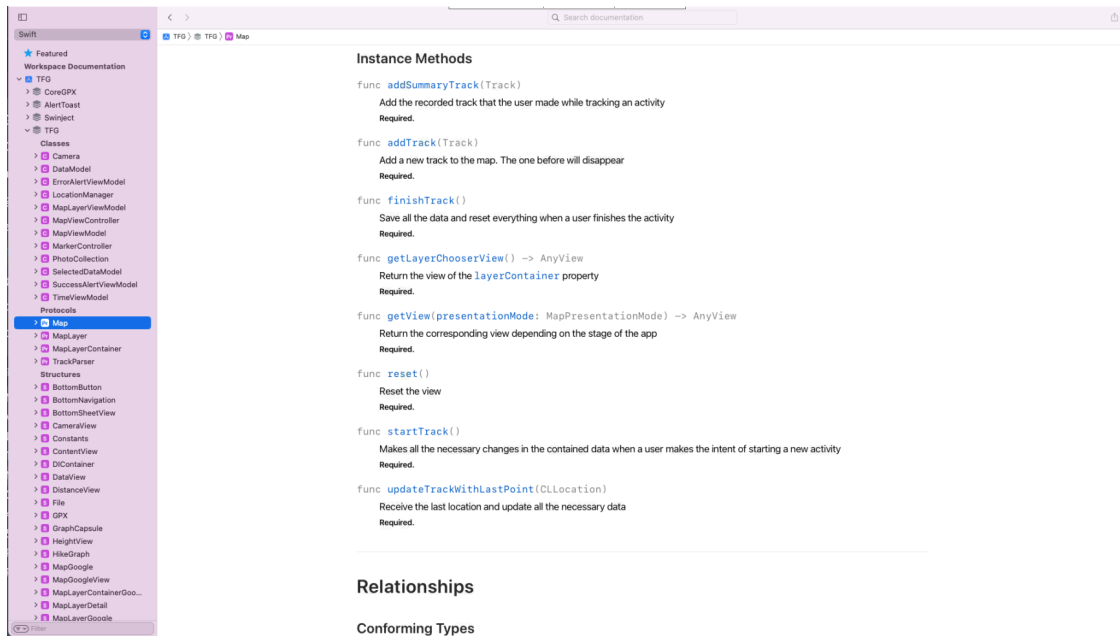 Search documentation
Swift
TFG 〉 TFG 〉 Pr Map
Featured
Workspace Documentation
TFG
CoreGPX
AlertToast
Swinject
TFG
Classes
C Camera
C DataModel
C ErrorAlertViewModel
C LocationManager
C MapLayerViewModel
C MapViewController
C MapViewModel
C MarkerController
C PhotoCollection
C SelectedDataModel
C SuccessAlertViewModel
C TimeViewModel
Protocols
Pr Map
Pr MapLayer
Pr MapLayerContainer
Pr TrackParser
Structures
S BottomButton
S BottomNavigation
S BottomSheetView
S CameraView
S Constants
S ContentView
S DIContainer
S DataView
S DistanceView
S File
S GPX
S GraphCapsule
S HeightView
S HikeGraph
S MapGoogle
S MapGoogleView
S MapLayerContainerGoo...
S MapLayerDetail
S MapLayerGoogle
Filter
Instance Methods
func addSummaryTrack(Track)
Add the recorded track that the user made while tracking an activity
Required.
func addTrack(Track)
Add a new track to the map. The one before will disappear
Required.
func finishTrack()
Save all the data and reset everything when a user finishes the activity
Required.
func getLayerChooserView() -> AnyView
Return the view of the layerContainer property
Required.
func getView(presentationMode: MapPresentationMode) -> AnyView
Return the corresponding view depending on the stage of the app
Required.
func reset()
Reset the view
Required.
func startTrack()
Makes all the necessary changes in the contained data when a user makes the intent of starting a new activity
Required.
func updateTrackWithLastPoint(CLLocation)
Receive the last location and update all the necessary data
Required.
Relationships
Conforming Types